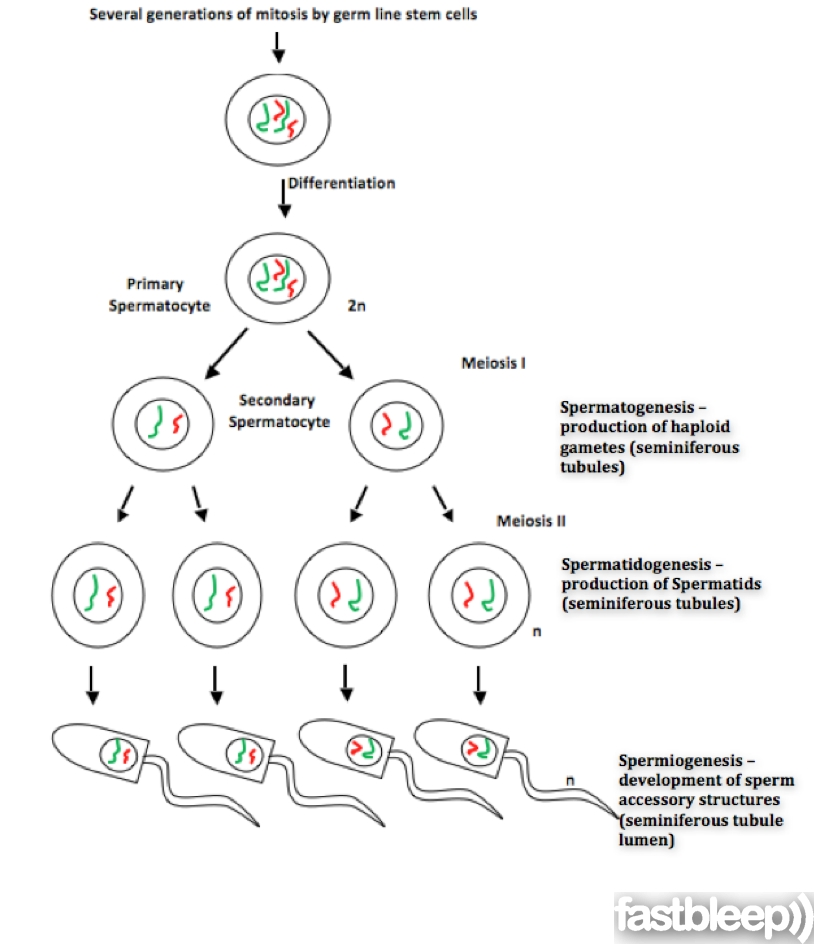 Several generations of mitosis by germ line stem cells
Differentiation
Primary
Spermatocyte
2n
Meiosis I
Secondary
Spermatocyte
Spermatogenesis –
production of haploid
gametes (seminiferous
tubules)
Meiosis II
Spermatidogenesis –
production of Spermatids
(seminiferous tubules)
n
Spermiogenesis –
development of sperm
accessory structures
(seminiferous tubule
lumen)
n
fastbleep))